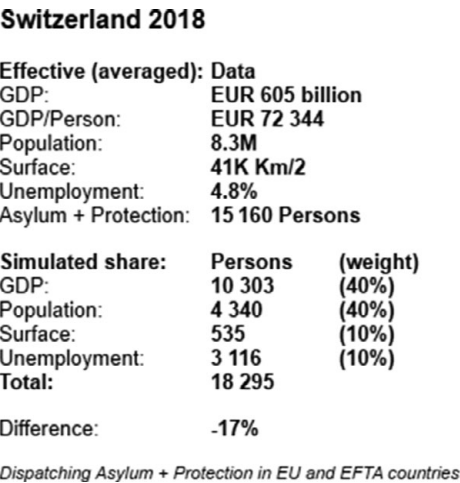 Switzerland 2018
Effective (averaged): Data
GDP: EUR 605 billion
GDP/Person: EUR 72 344
Population: 8.3M
Surface: 41K Km/2
Unemployment: 4.8%
Asylum + Protection: 15 160 Persons
Simulated share: Persons (weight)
GDP: 10 303 (40%)
Population: 4 340 (40%)
Surface: 535 (10%)
Unemployment: 3 116 (10%)
Total: 18 295
Difference: -17%
Dispatching Asylum + Protection in EU and EFTA countries